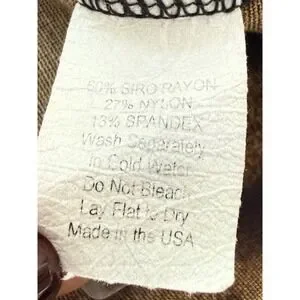 60% SIRO RAYON
27% NYLON
13% SPANDEX
Wash Separately
In Cold Water
Do Not Bleach
Lay Flat to Dry
Made in the USA